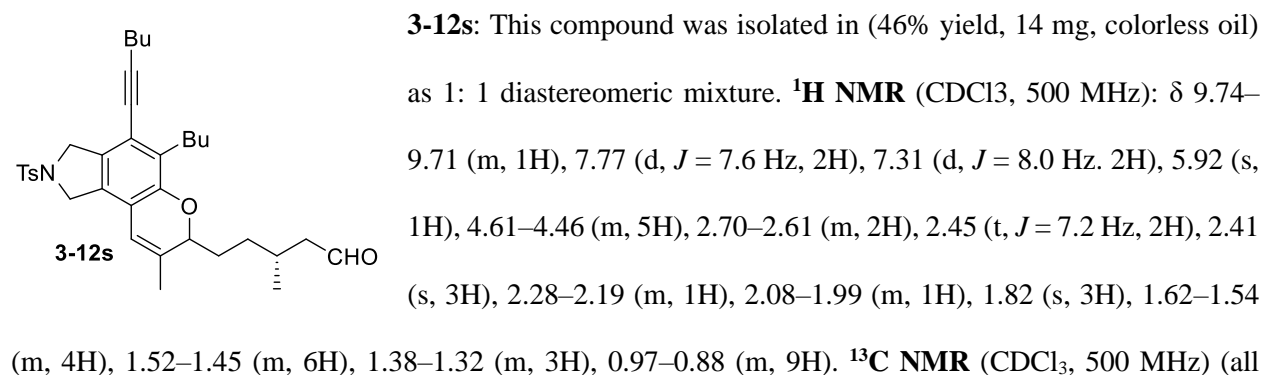 Bu
Bu
TsN
O
3-12s
CHO
3-12s: This compound was isolated in (46% yield, 14 mg, colorless oil)
as 1: 1 diastereomeric mixture. ¹H NMR (CDCl3, 500 MHz): δ 9.74–
9.71 (m, 1H), 7.77 (d, J = 7.6 Hz, 2H), 7.31 (d, J = 8.0 Hz. 2H), 5.92 (s,
1H), 4.61–4.46 (m, 5H), 2.70–2.61 (m, 2H), 2.45 (t, J = 7.2 Hz, 2H), 2.41
(s, 3H), 2.28–2.19 (m, 1H), 2.08–1.99 (m, 1H), 1.82 (s, 3H), 1.62–1.54
(m, 4H), 1.52–1.45 (m, 6H), 1.38–1.32 (m, 3H), 0.97–0.88 (m, 9H). ¹³C NMR (CDCl₃, 500 MHz) (all